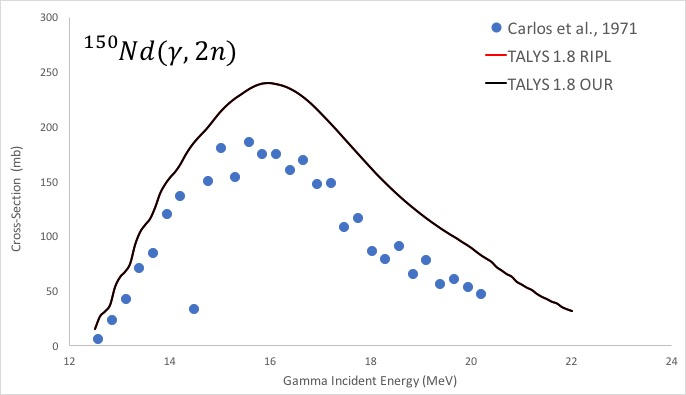 300
250
200
150
100
50
0
12
14
16
18
20
22
24
Cross-Section (mb)
Gamma Incident Energy (MeV)
¹⁵⁰Nd(γ, 2n)
Carlos et al., 1971
TALYS 1.8 RIPL
TALYS 1.8 OUR